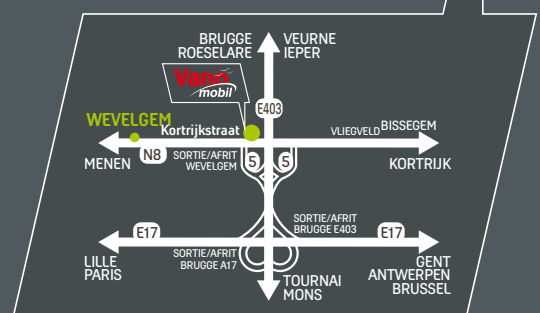 BRUGGE
ROESELARE
VEURNE
IEPER
Vano
mobil
E403
WEVELGEM
Kortrijkstraat
VLIEGVELD BISSEGEM
N8
MENEN
SORTIE/AFRIT
WEVELGEM
5
5
KORTRIJK
SORTIE/AFRIT
BRUGGE E403
E17
E17
LILLE
PARIS
SORTIE/AFRIT
BRUGGE A17
TOURNAI
MONS
GENT
ANTWERPEN
BRUSSEL